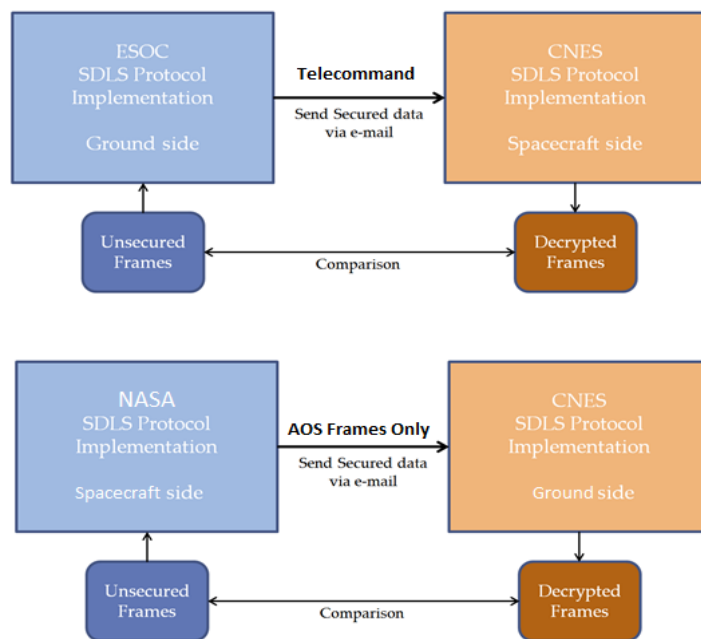 ESOC
SDLS Protocol
Implementation
Ground side
Telecommand
Send Secured data
via e-mail
CNES
SDLS Protocol
Implementation
Spacecraft side
Unsecured
Frames
Comparison
Decrypted
Frames
NASA
SDLS Protocol
Implementation
Spacecraft side
AOS Frames Only
Send Secured data
via e-mail
CNES
SDLS Protocol
Implementation
Ground side
Unsecured
Frames
Comparison
Decrypted
Frames